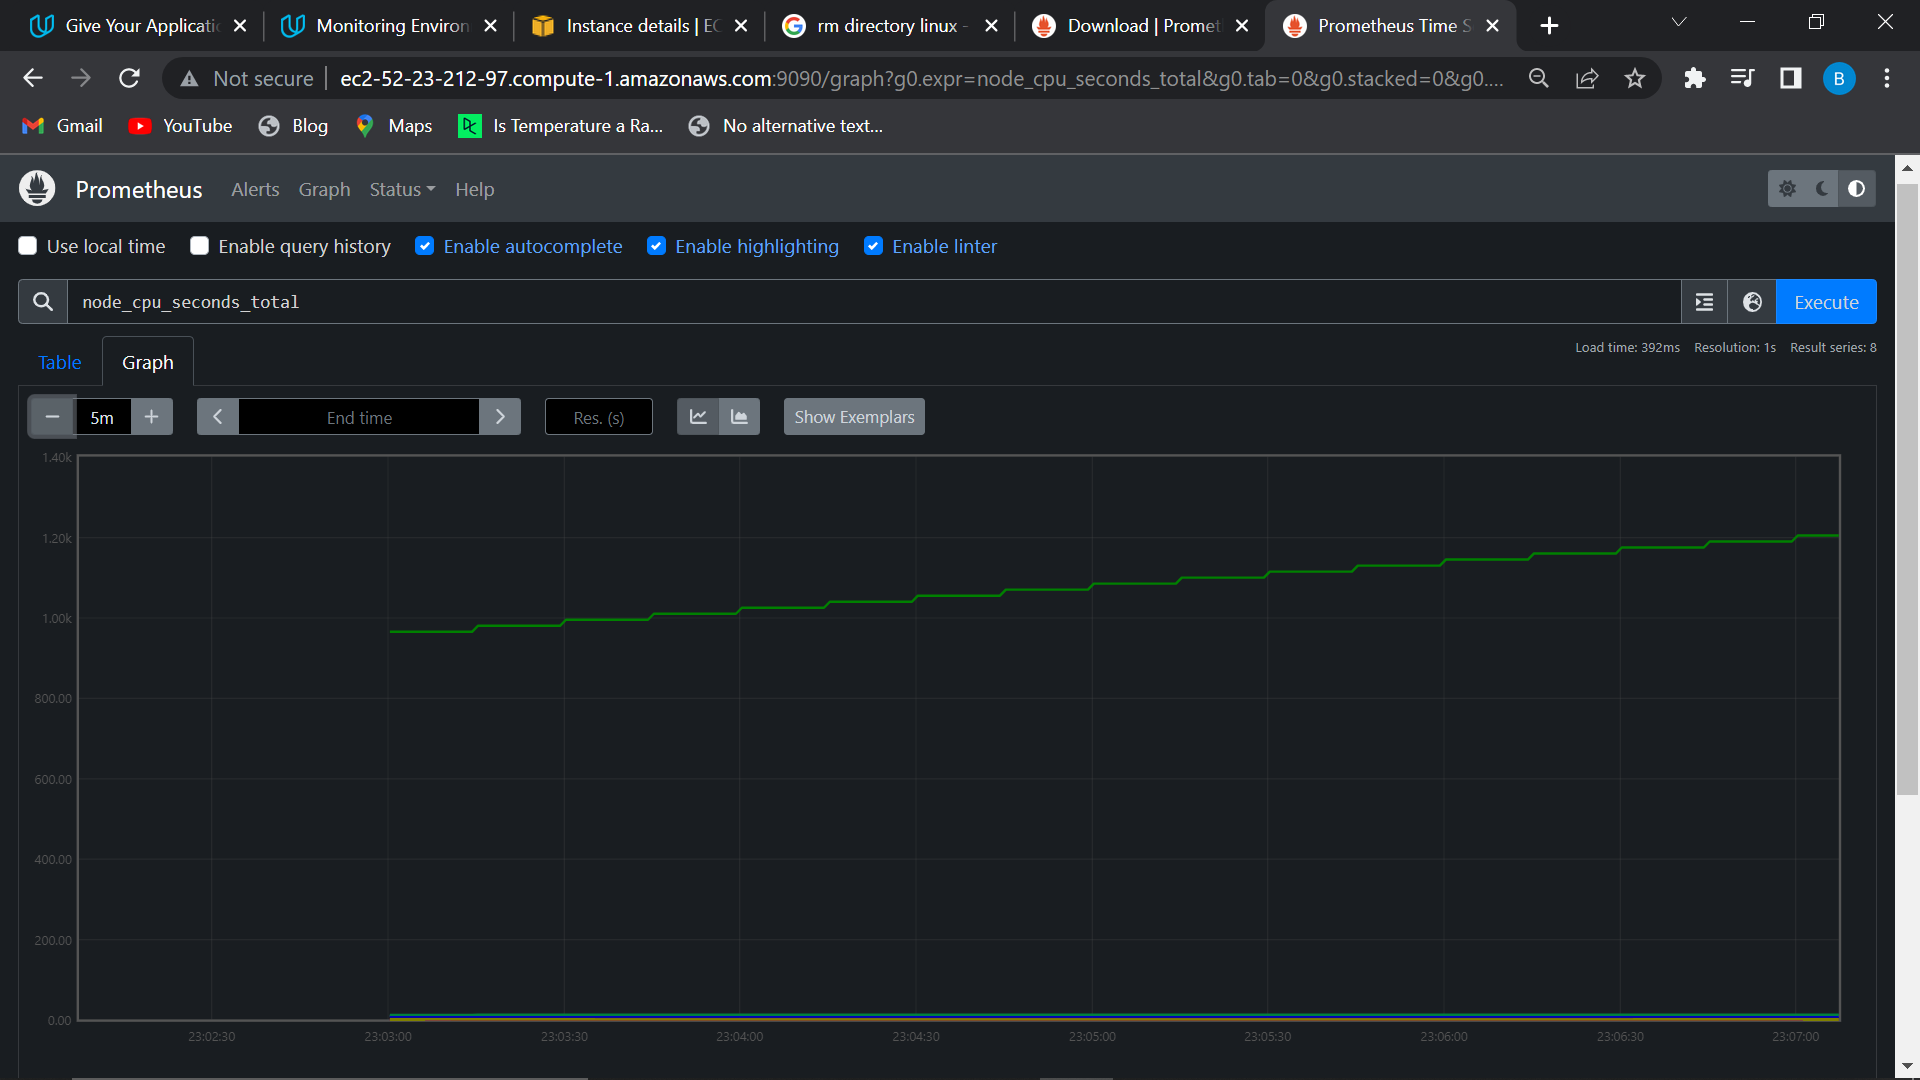 Give Your Applicatio
Monitoring Environ
Instance details | EC
rm directory linux -
Download | Promet
Prometheus Time S
Not secure
ec2-52-23-212-97.compute-1.amazonaws.com:9090/graph?g0.expr=node_cpu_seconds_total&g0.tab=0&g0.stacked=0&g0....
B
Gmail
YouTube
Blog
Maps
Is Temperature a Ra...
No alternative text...
Prometheus
Alerts
Graph
Status
Help
Use local time
Enable query history
Enable autocomplete
Enable highlighting
Enable linter
node_cpu_seconds_total
Execute
Table
Graph
Load time: 392ms
Resolution: 1s
Result series: 8
5m
End time
Res. (s)
Show Exemplars
1.40k
1.20k
1.00k
800.00
600.00
400.00
200.00
0.00
23:02:30
23:03:00
23:03:30
23:04:00
23:04:30
23:05:00
23:05:30
23:06:00
23:06:30
23:07:00